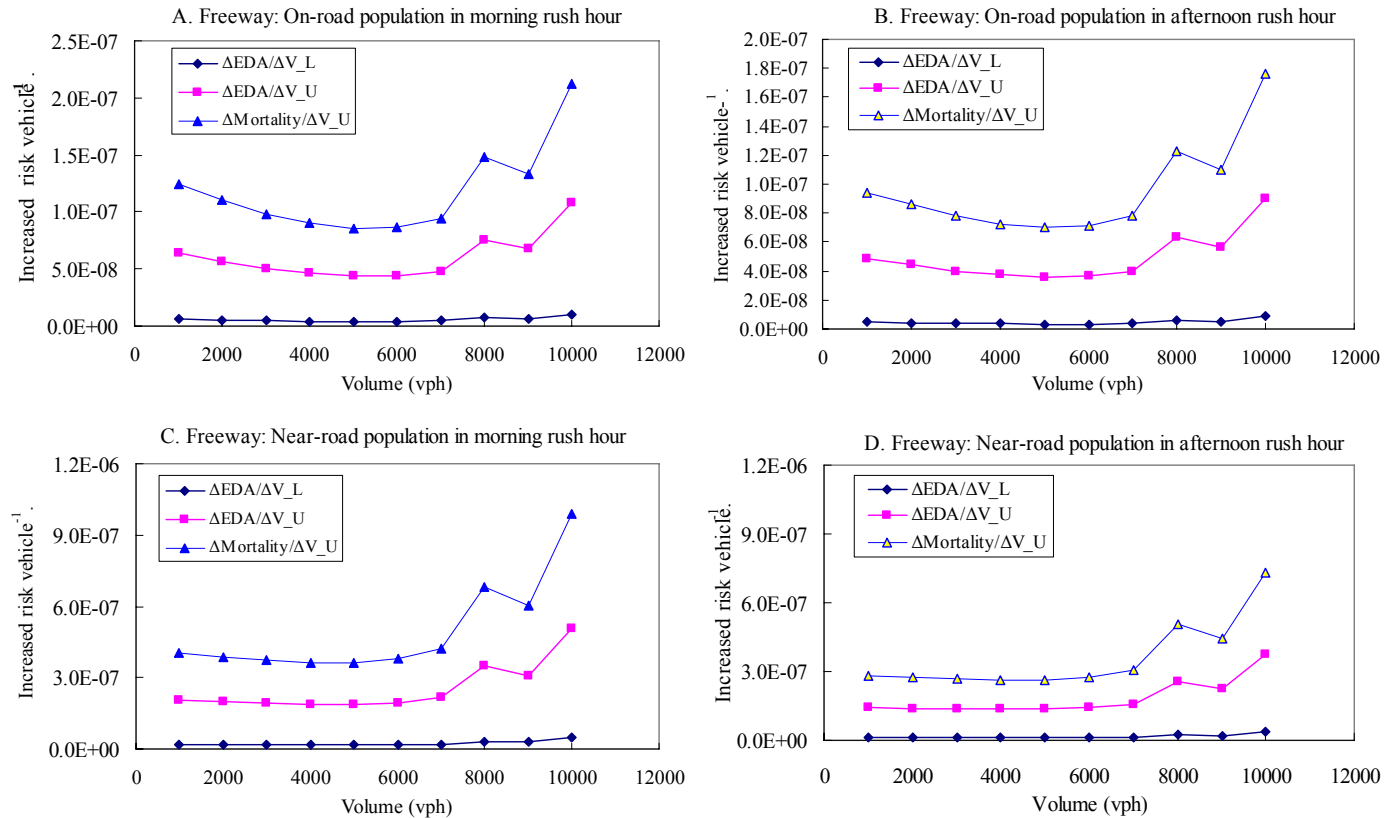 A. Freeway: On-road population in morning rush hour
Increased risk vehicle-1.
2.5E-07
2.0E-07
1.5E-07
1.0E-07
5.0E-08
0.0E+00
ΔEDA/ΔV_L
ΔEDA/ΔV_U
ΔMortality/ΔV_U
0 2000 4000 6000 8000 10000 12000
Volume (vph)
B. Freeway: On-road population in afternoon rush hour
Increased risk vehicle-1.
2.0E-07
1.8E-07
1.6E-07
1.4E-07
1.2E-07
1.0E-07
8.0E-08
6.0E-08
4.0E-08
2.0E-08
0.0E+00
ΔEDA/ΔV_L
ΔEDA/ΔV_U
ΔMortality/ΔV_U
0 2000 4000 6000 8000 10000 12000
Volume (vph)
C. Freeway: Near-road population in morning rush hour
Increased risk vehicle-1.
1.2E-06
9.0E-07
6.0E-07
3.0E-07
0.0E+00
ΔEDA/ΔV_L
ΔEDA/ΔV_U
ΔMortality/ΔV_U
0 2000 4000 6000 8000 10000 12000
Volume (vph)
D. Freeway: Near-road population in afternoon rush hour
Increased risk vehicle-1.
1.2E-06
9.0E-07
6.0E-07
3.0E-07
0.0E+00
ΔEDA/ΔV_L
ΔEDA/ΔV_U
ΔMortality/ΔV_U
0 2000 4000 6000 8000 10000 12000
Volume (vph)